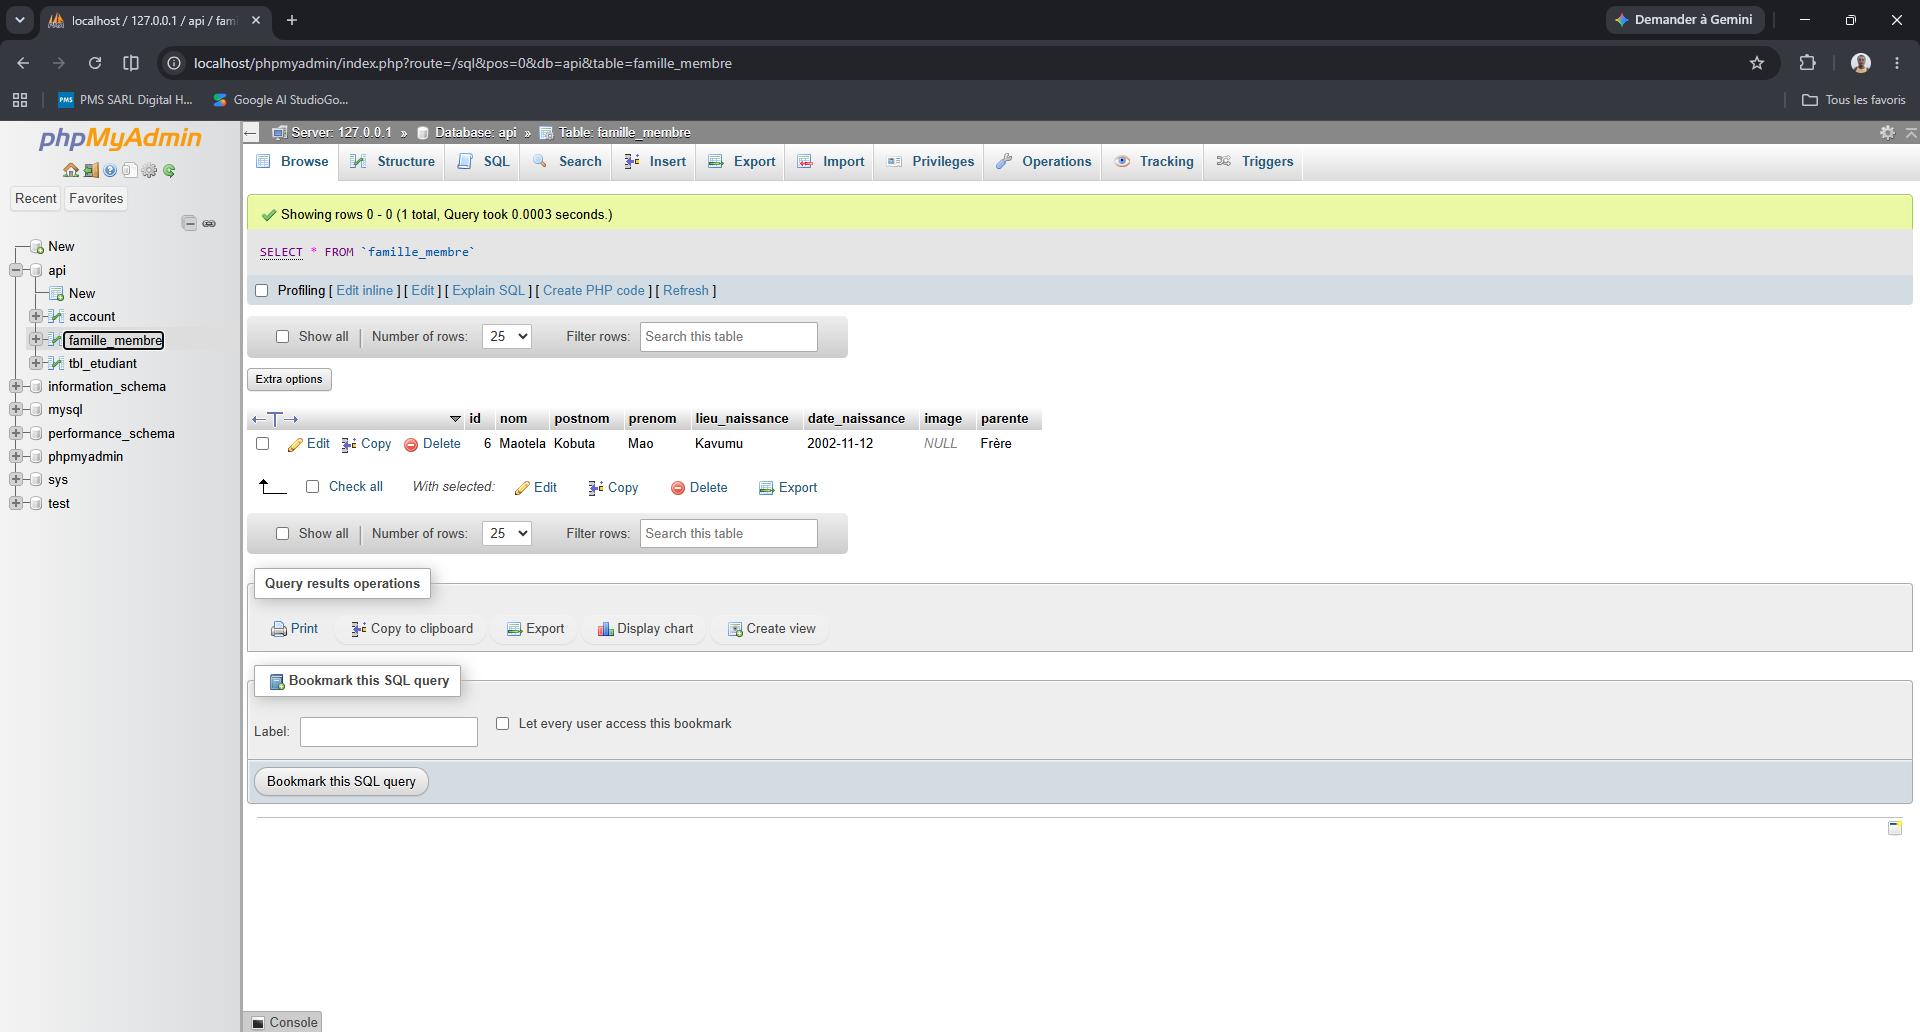 localhost / 127.0.0.1 / api / fam
Demander à Gemini
localhost/phpmyadmin/index.php?route=/sql&pos=0&db=api&table=famille_membre
PMS PMS SARL Digital H...
Google AI StudioGo...
Tous les favoris
phpMyAdmin
Recent Favorites
New
api
New
account
famille_membre
tbl_etudiant
information_schema
mysql
performance_schema
phpmyadmin
sys
test
Server: 127.0.0.1 » Database: api » Table: famille_membre
Browse Structure SQL Search Insert Export Import Privileges Operations Tracking Triggers
Showing rows 0 - 0 (1 total, Query took 0.0003 seconds.)
SELECT * FROM `famille_membre`
Profiling [ Edit inline ] [ Edit ] [ Explain SQL ] [ Create PHP code ] [ Refresh ]
Show all Number of rows: 25 Filter rows: Search this table
Extra options
id nom postnom prenom lieu_naissance date_naissance image parente
Edit Copy Delete 6 Maotela Kobuta Mao Kavumu 2002-11-12 NULL Frère
Check all With selected: Edit Copy Delete Export
Show all Number of rows: 25 Filter rows: Search this table
Query results operations
Print Copy to clipboard Export Display chart Create view
Bookmark this SQL query
Label: Let every user access this bookmark
Bookmark this SQL query
Console